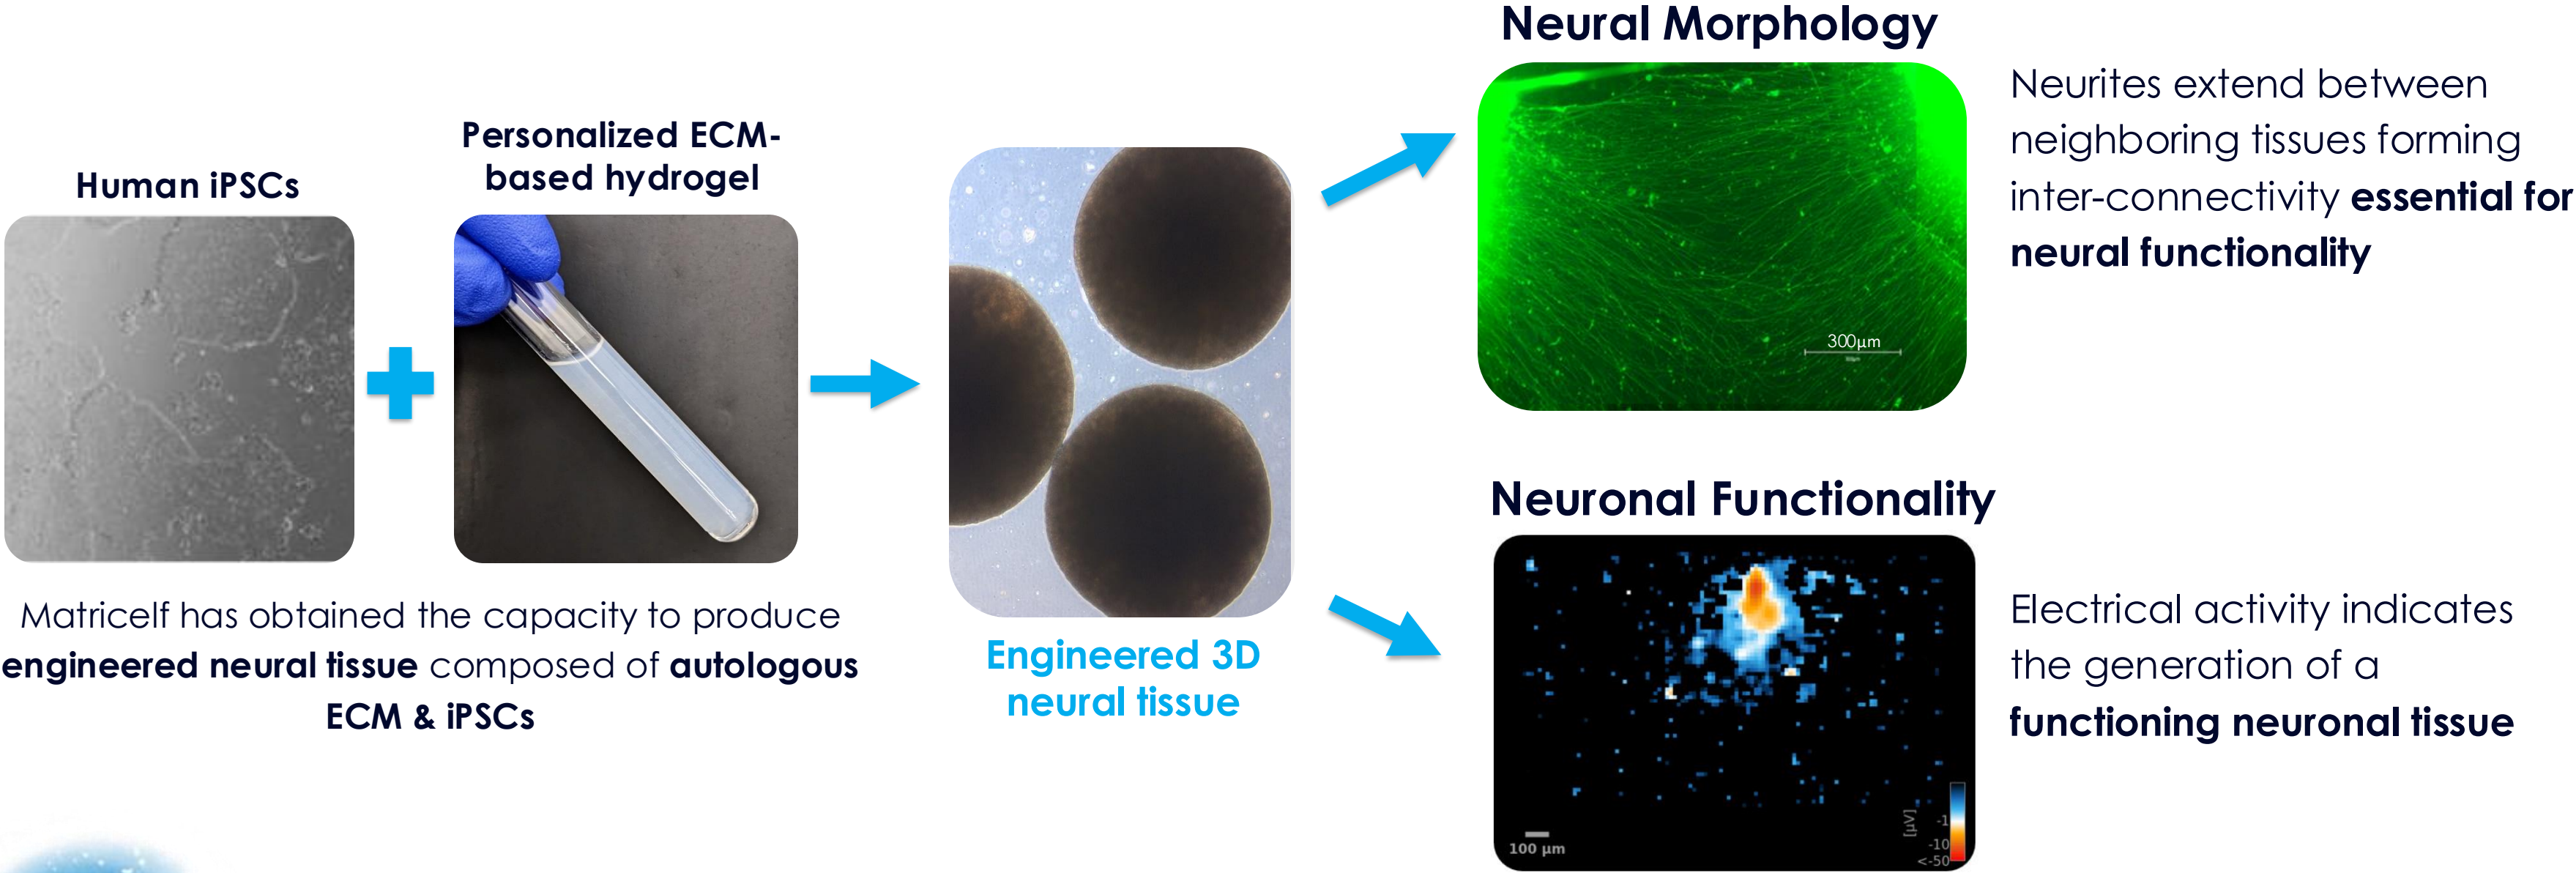 Human iPSCs
Personalized ECM-
based hydrogel
Matricelf has obtained the capacity to produce
engineered neural tissue composed of autologous
ECM & iPSCs
Engineered 3D
neural tissue
Neural Morphology
300µm
Neurites extend between
neighboring tissues forming
inter-connectivity essential for
neural functionality
Neuronal Functionality
100 µm
[µV]
-1
-10
<-50
Electrical activity indicates
the generation of a
functioning neuronal tissue